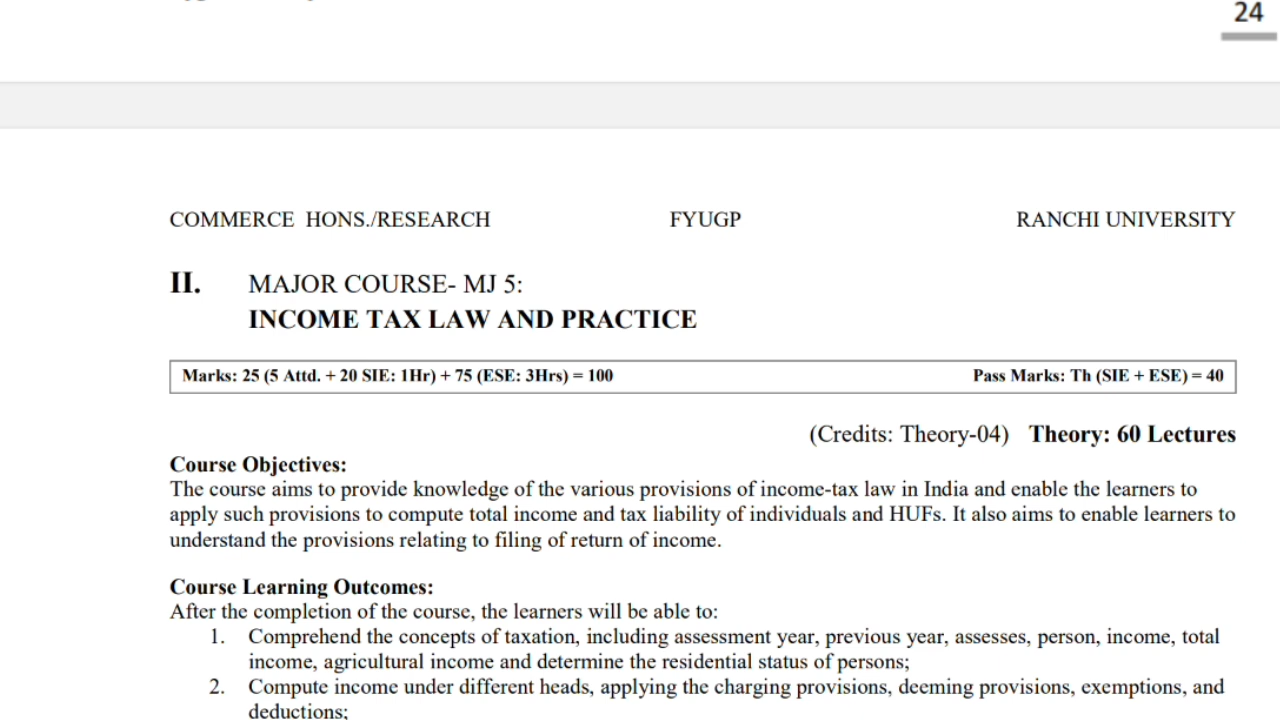 24
COMMERCE HONS./RESEARCH FYUGP RANCHI UNIVERSITY
II. MAJOR COURSE- MJ 5:
INCOME TAX LAW AND PRACTICE
Marks: 25 (5 Attd. + 20 SIE: 1Hr) + 75 (ESE: 3Hrs) = 100 Pass Marks: Th (SIE + ESE) = 40
(Credits: Theory-04) Theory: 60 Lectures
Course Objectives:
The course aims to provide knowledge of the various provisions of income-tax law in India and enable the learners to
apply such provisions to compute total income and tax liability of individuals and HUFs. It also aims to enable learners to
understand the provisions relating to filing of return of income.
Course Learning Outcomes:
After the completion of the course, the learners will be able to:
1. Comprehend the concepts of taxation, including assessment year, previous year, assesses, person, income, total
income, agricultural income and determine the residential status of persons;
2. Compute income under different heads, applying the charging provisions, deeming provisions, exemptions, and
deductions;